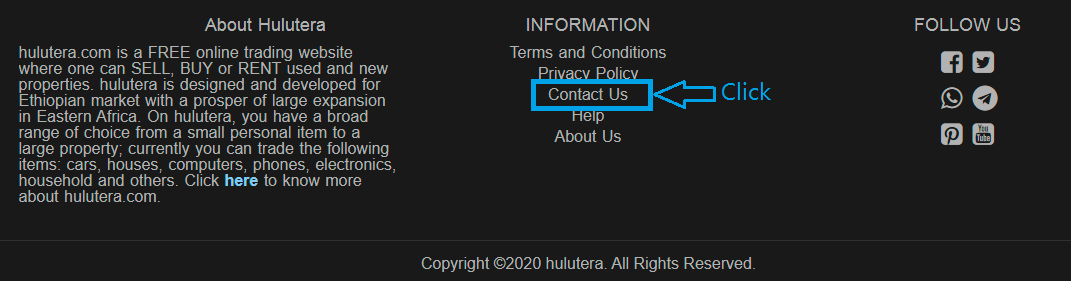 About Hulutera
hulutera.com is a FREE online trading website
where one can SELL, BUY or RENT used and new
properties. hulutera is designed and developed for
Ethiopian market with a prosper of large expansion
in Eastern Africa. On hulutera, you have a broad
range of choice from a small personal item to a
large property; currently you can trade the following
items: cars, houses, computers, phones, electronics,
household and others. Click here to know more
about hulutera.com.
INFORMATION
Terms and Conditions
Privacy Policy
Contact Us
Click
Help
About Us
FOLLOW US
You
Tube
Copyright ©2020 hulutera. All Rights Reserved.